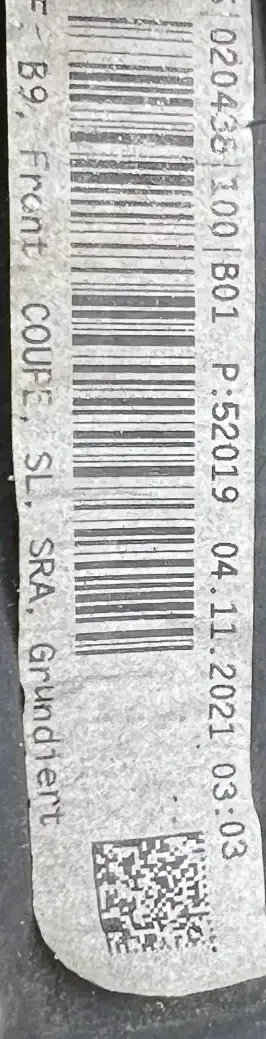 020436|100|B01 P:52019 04.11.2021 03:03
B9, Front COUPE, SL, SRA, Grundiert